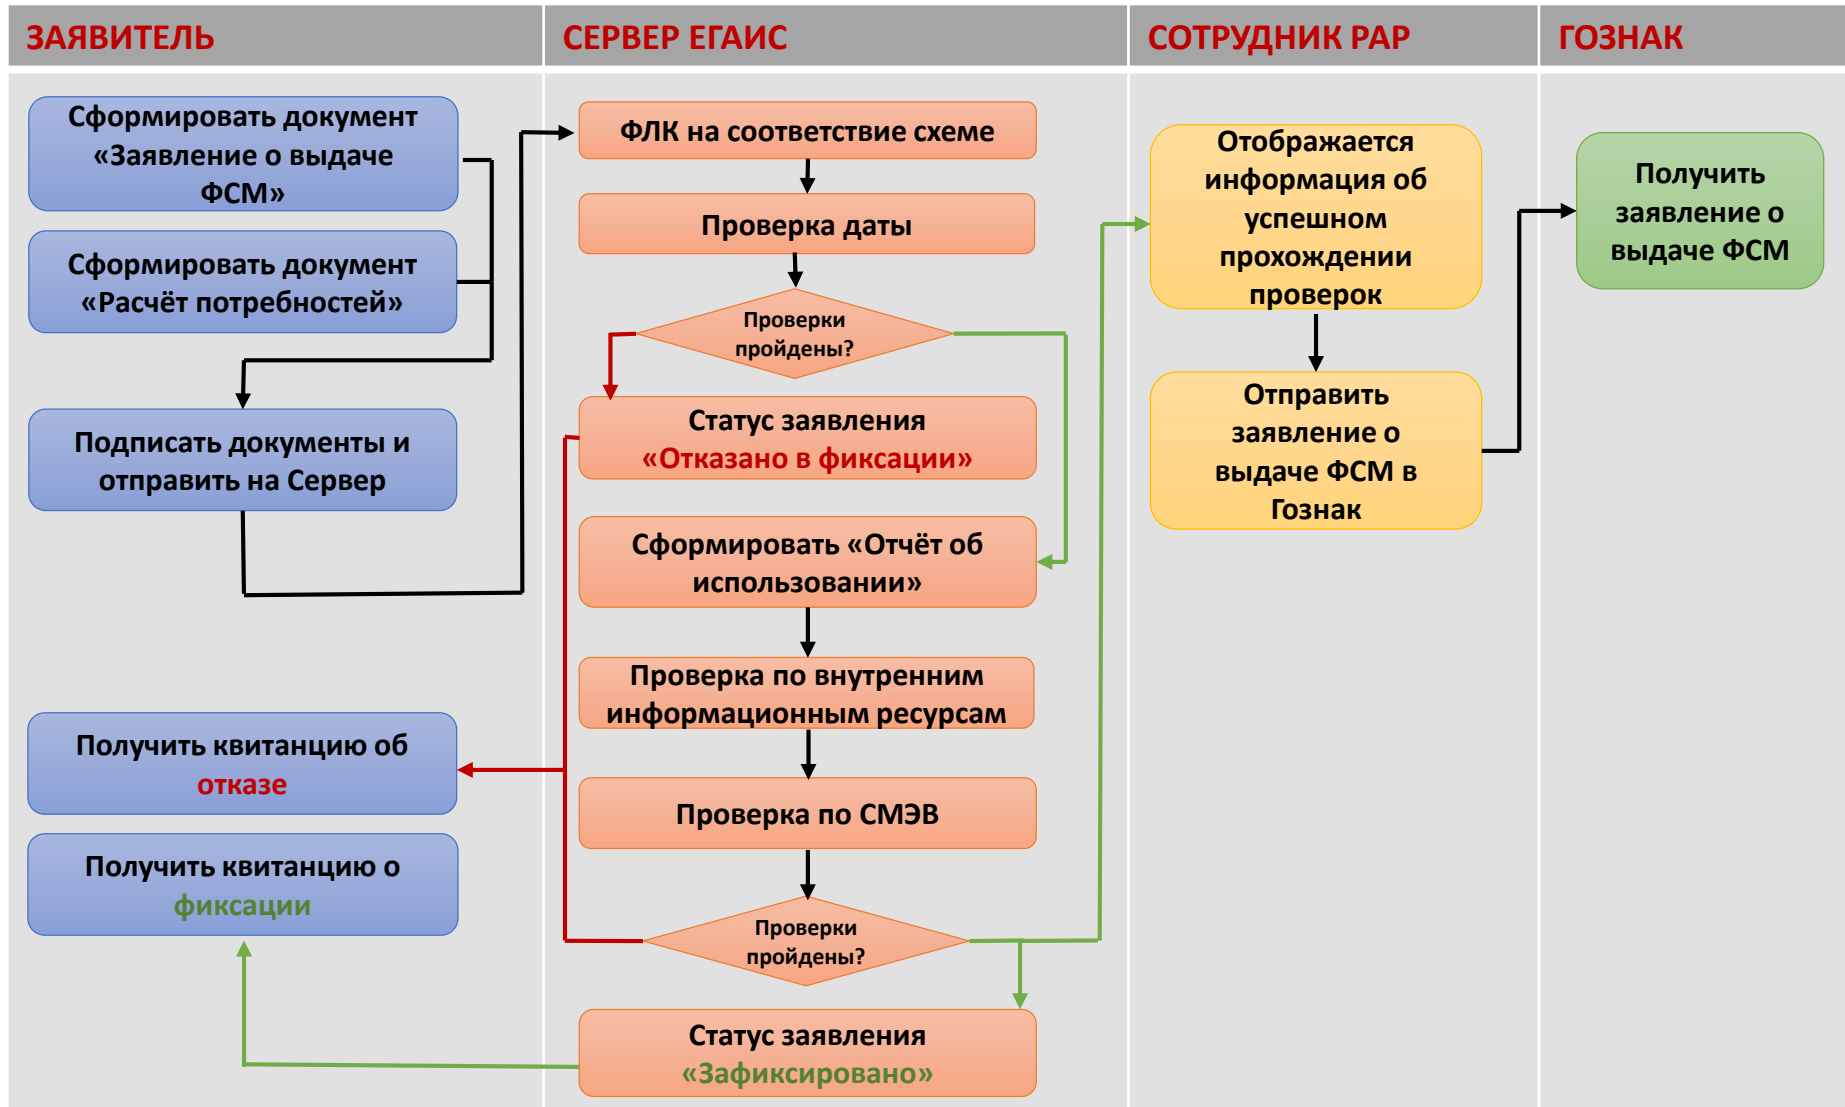 ЗАЯВИТЕЛЬ
СЕРВЕР ЕГАИС
СОТРУДНИК РАР
ГОЗНАК
Сформировать документ
«Заявление о выдаче
ФСМ»
Сформировать документ
«Расчёт потребностей»
Подписать документы и
отправить на Сервер
Получить квитанцию об
отказе
Получить квитанцию о
фиксации
ФЛК на соответствие схеме
Проверка даты
Проверки
пройдены?
Статус заявления
«Отказано в фиксации»
Сформировать «Отчёт об
использовании»
Проверка по внутренним
информационным ресурсам
Проверка по СМЭВ
Проверки
пройдены?
Статус заявления
«Зафиксировано»
Отображается
информация об
успешном
прохождении
проверок
Отправить
заявление о
выдаче ФСМ в
Гознак
Получить
заявление о
выдаче ФСМ